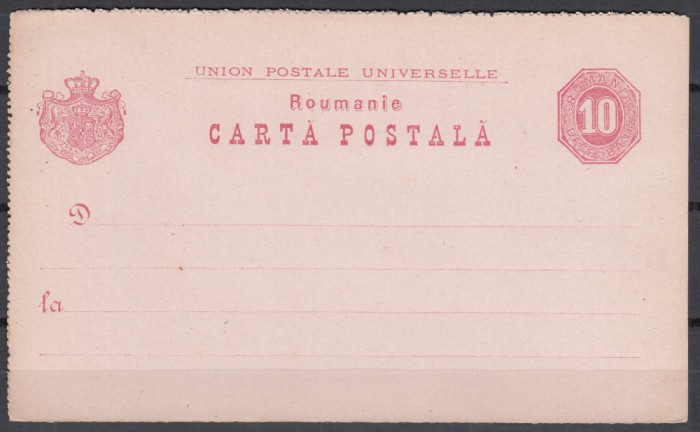 UNION POSTALE UNIVERSELLE
Roumanie
CARTĂ POSTALĂ
10
D
la